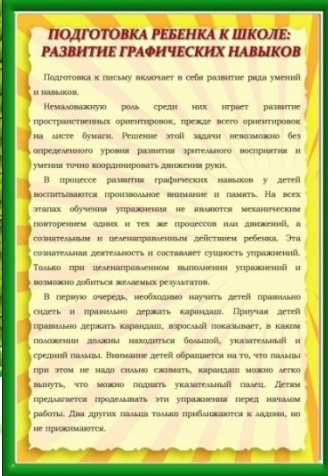 ПОДГОТОВКА РЕБЕНКА К ШКОЛЕ:
РАЗВИТИЕ ГРАФИЧЕСКИХ НАВЫКОВ
Подготовка к письму включает в себя развитие ряда умений
и навыков.
Немаловажную роль среди них играет развитие
пространственных ориентировок, прежде всего ориентировок
на листе бумаги. Решение этой задачи невозможно без
определенного уровня развития зрительного восприятия и
умения точно координировать движения руки.
В процессе развития графических навыков у детей
воспитываются произвольное внимание и память. На всех
этапах обучения упражнения не являются механическим
повторением одних и тех же процессов или движений, а
сознательным и целенаправленным действием ребенка. Эта
сознательная деятельность и составляет сущность упражнений.
Только при целенаправленном выполнении упражнений и
возможно добиться желаемых результатов.
В первую очередь, необходимо научить детей правильно
сидеть и правильно держать карандаш. Приучая детей
правильно держать карандаш, взрослый показывает, в каком
положении должны находиться большой, указательный и
средний пальцы. Внимание детей обращается на то, что пальцы
при этом не надо сильно сжимать, карандаш можно легко
вынуть, что можно поднять указательный палец. Детям
предлагается проделывать эти упражнения перед началом
работы. Два других пальца только приближаются к ладони, но
не прижимаются.